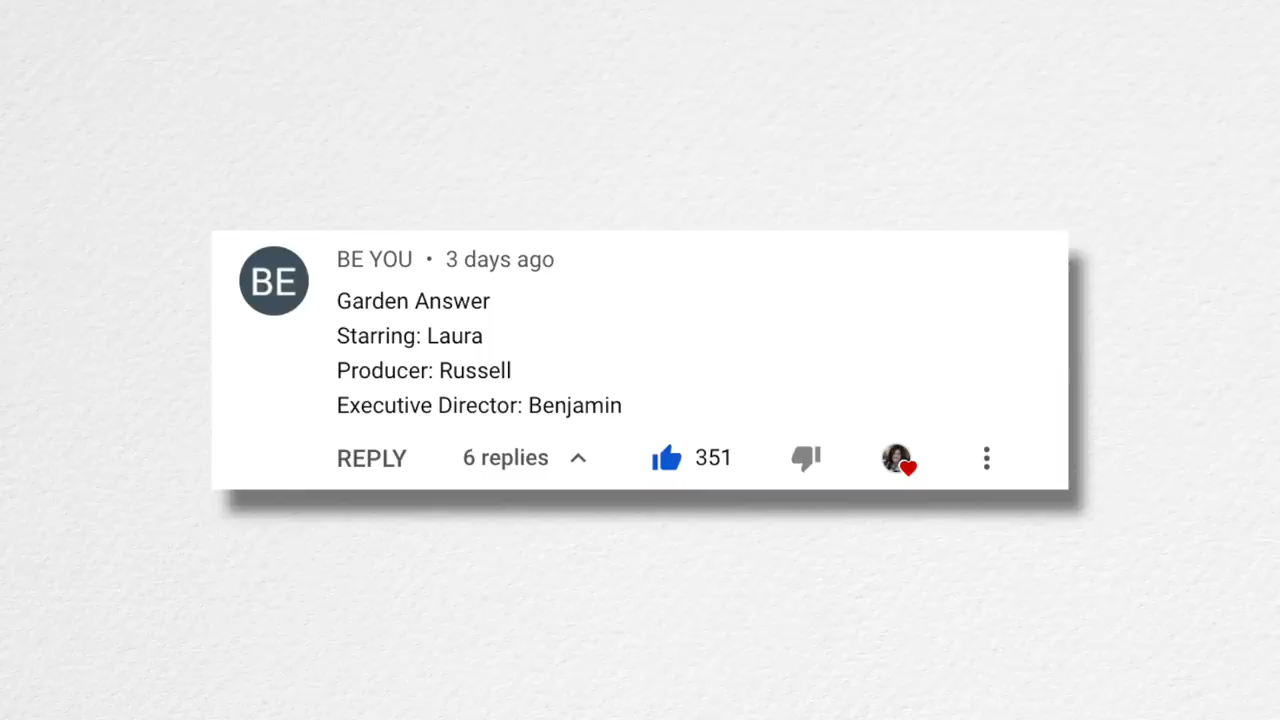 BE
BE YOU • 3 days ago
Garden Answer
Starring: Laura
Producer: Russell
Executive Director: Benjamin
REPLY 6 replies 351